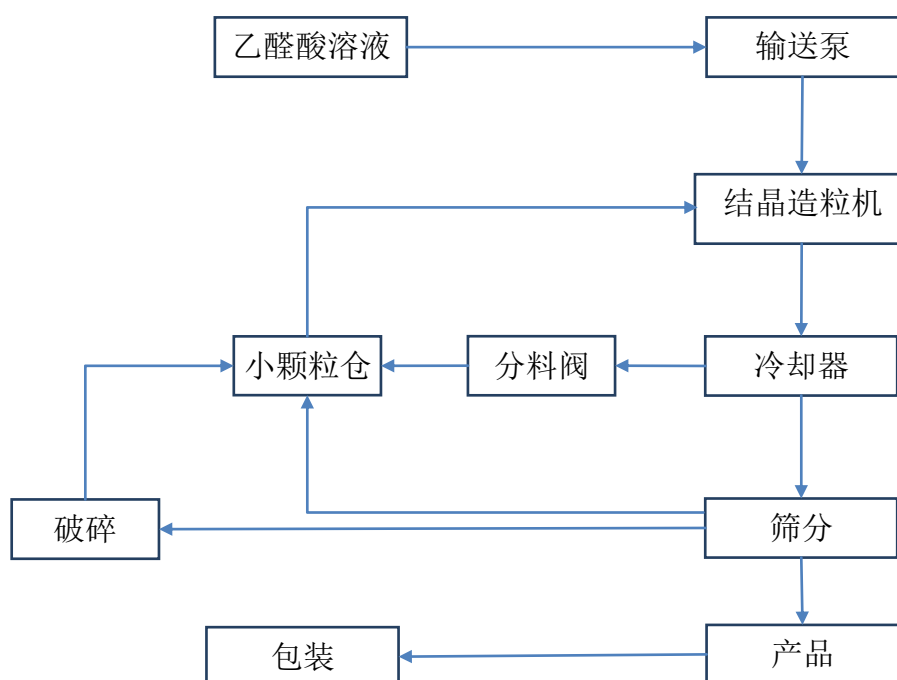 乙醛酸溶液
输送泵
结晶造粒机
小颗粒仓
分料阀
冷却器
破碎
筛分
包装
产品